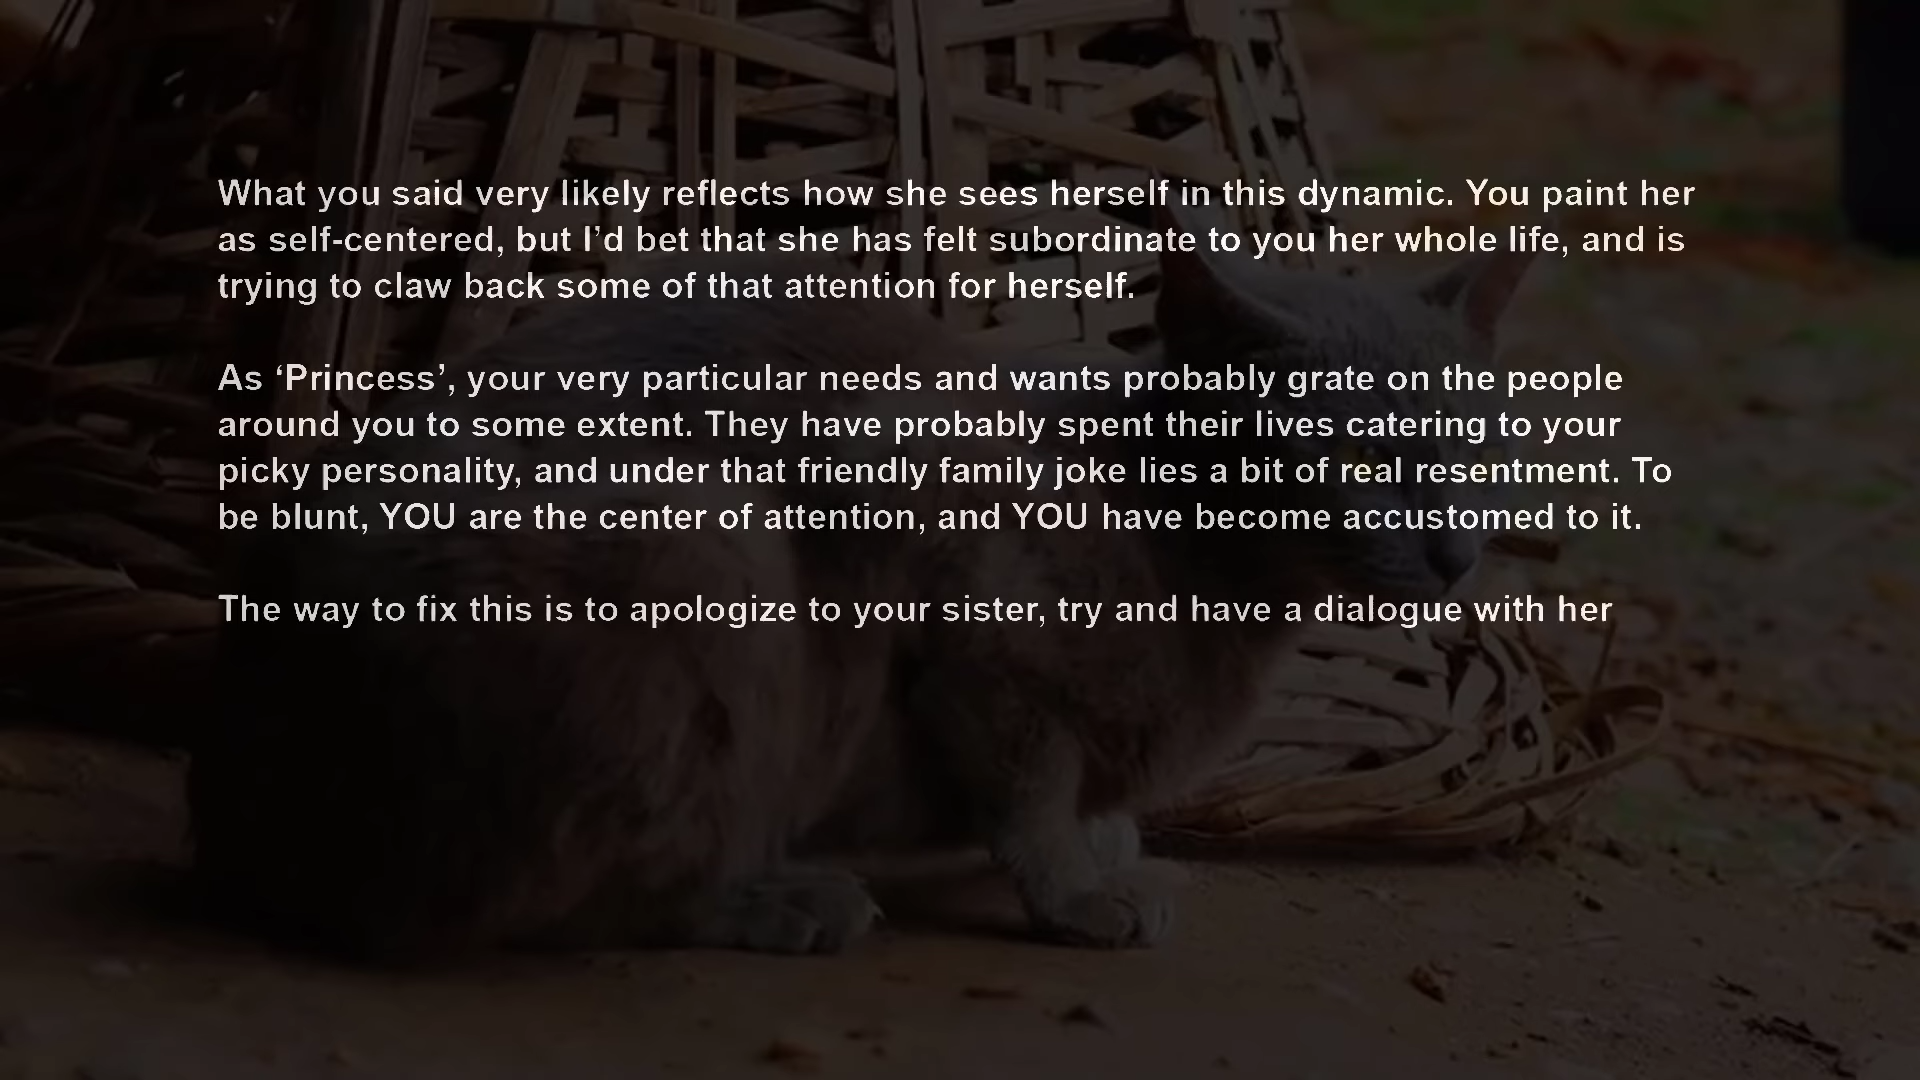 What you said very likely reflects how she sees herself in this dynamic. You paint her
as self-centered, but I’d bet that she has felt subordinate to you her whole life, and is
trying to claw back some of that attention for herself.
As ‘Princess’, your very particular needs and wants probably grate on the people
around you to some extent. They have probably spent their lives catering to your
picky personality, and under that friendly family joke lies a bit of real resentment. To
be blunt, YOU are the center of attention, and YOU have become accustomed to it.
The way to fix this is to apologize to your sister, try and have a dialogue with her